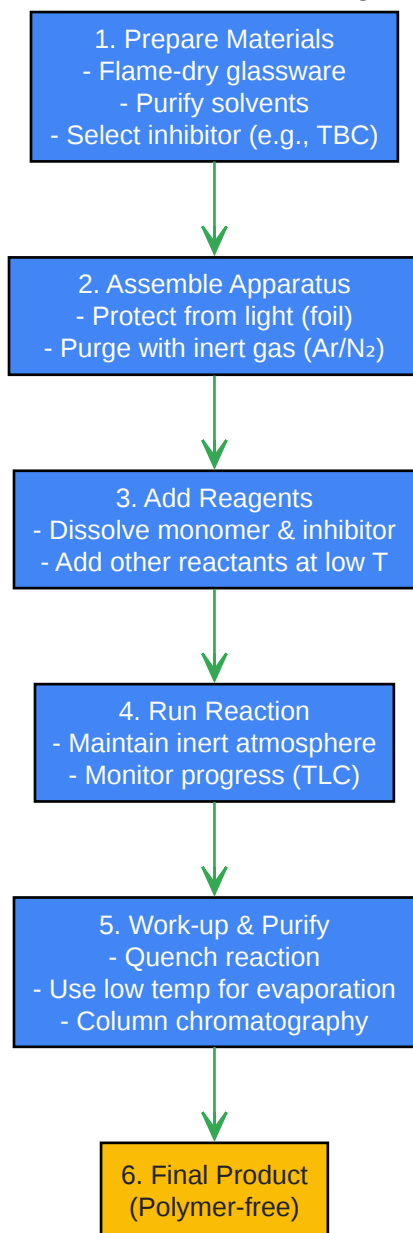 1. Prepare Materials
- Flame-dry glassware
- Purify solvents
- Select inhibitor (e.g., TBC)
2. Assemble Apparatus
- Protect from light (foil)
- Purge with inert gas (Ar/N₂)
3. Add Reagents
- Dissolve monomer & inhibitor
- Add other reactants at low T
4. Run Reaction
- Maintain inert atmosphere
- Monitor progress (TLC)
5. Work-up & Purify
- Quench reaction
- Use low temp for evaporation
- Column chromatography
6. Final Product
(Polymer-free)